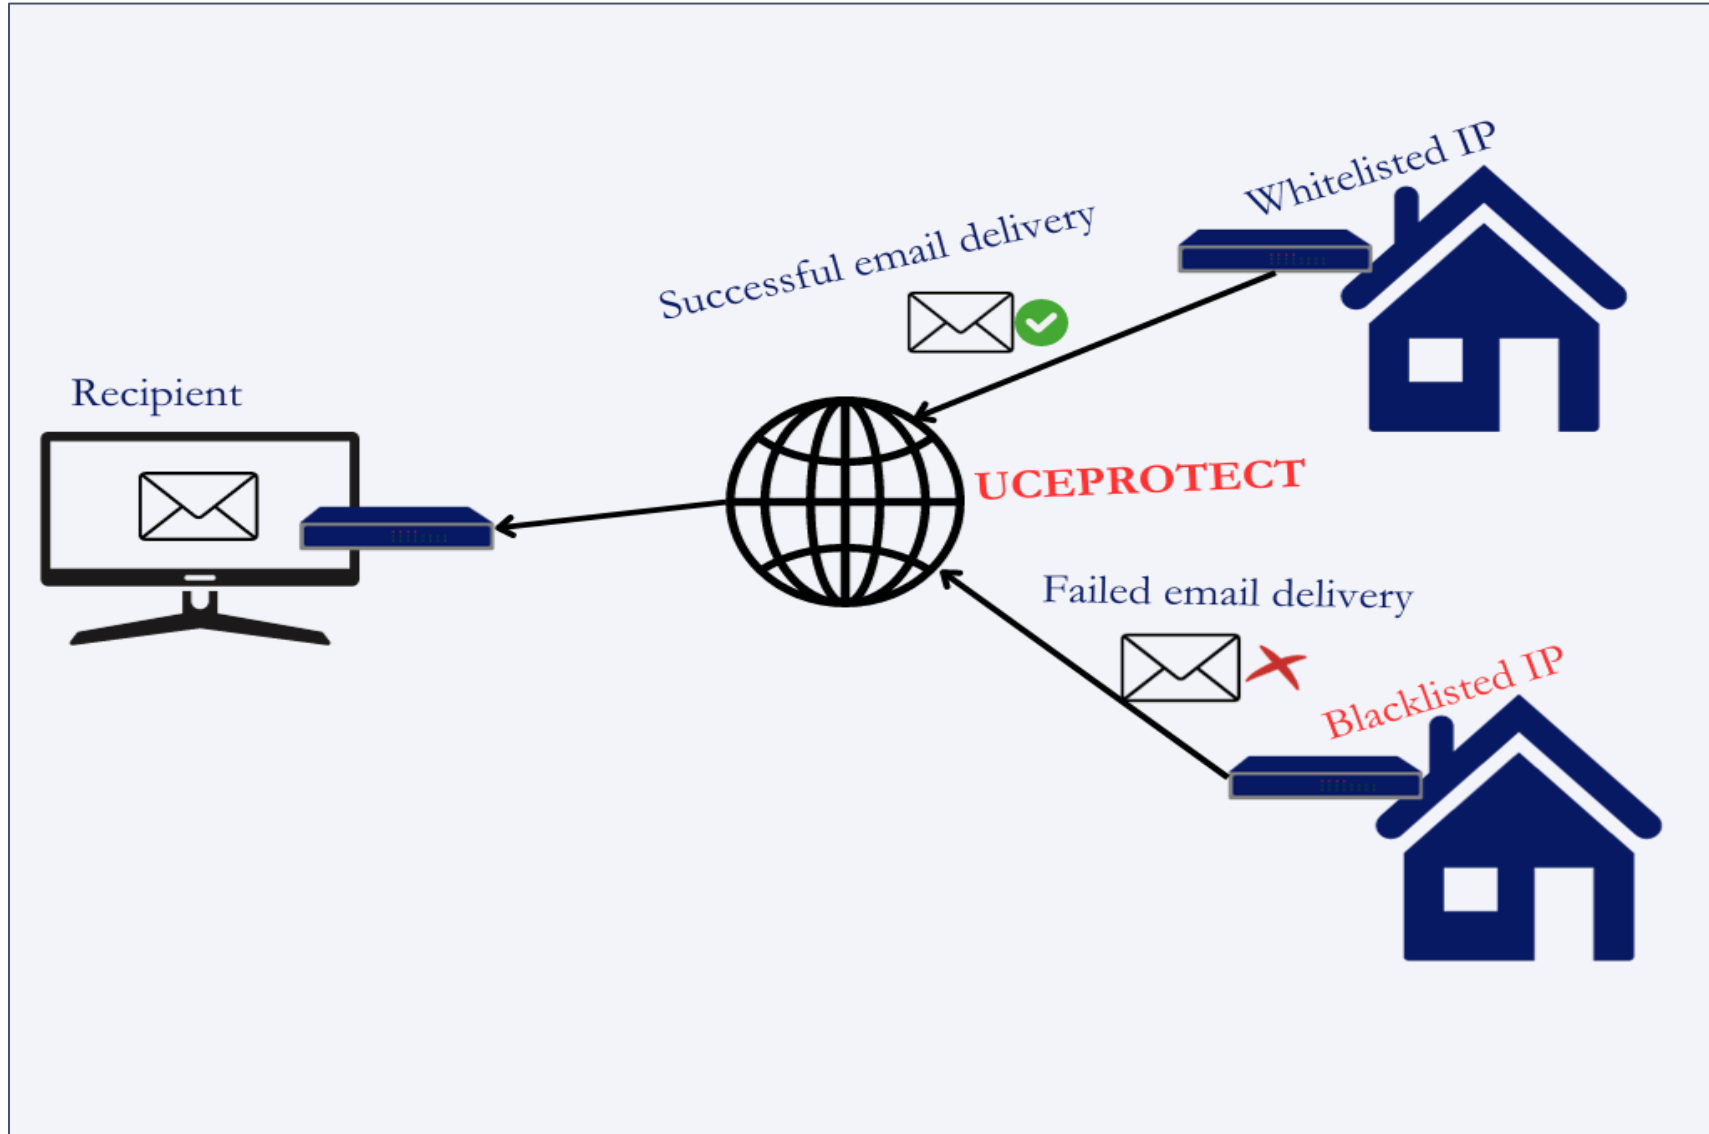 Whitelisted IP
Successful email delivery
Recipient
UCEPROTECT
Failed email delivery
Blacklisted IP